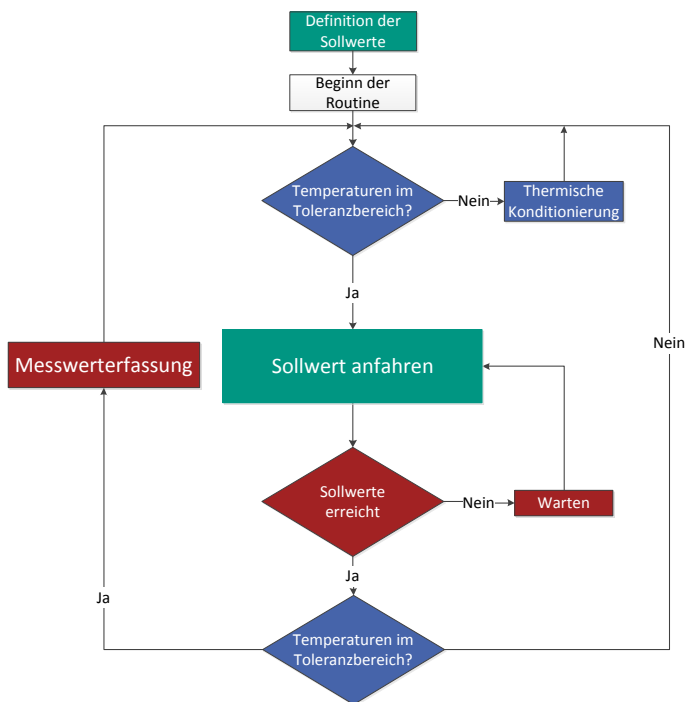 Definition der
Sollwerte
Beginn der
Routine
Temperaturen im
Toleranzbereich?
Nein
Thermische
Konditionierung
Ja
Nein
Messwerterfassung
Sollwert anfahren
Sollwerte
erreicht
Nein
Warten
Ja
Ja
Temperaturen im
Toleranzbereich?